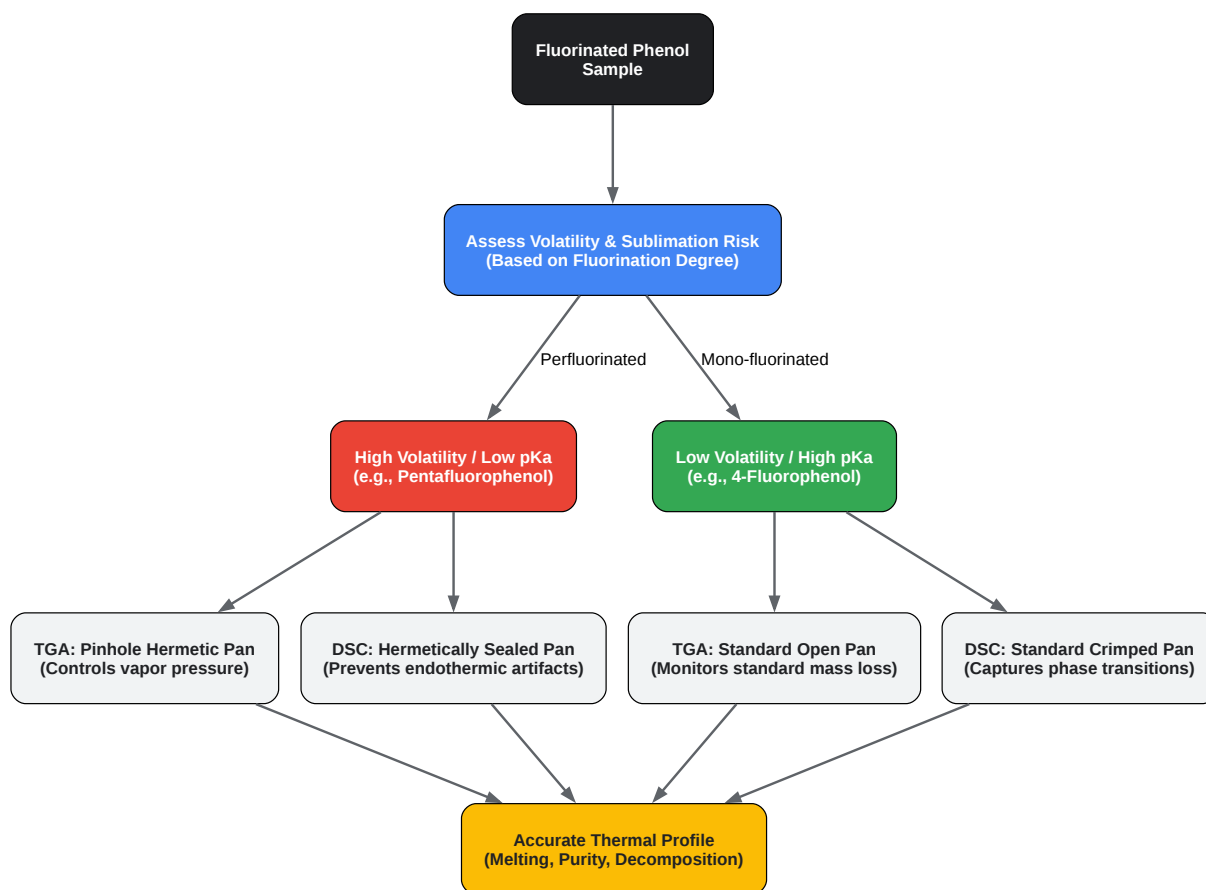 Fluorinated Phenol
Sample
Assess Volatility & Sublimation Risk
(Based on Fluorination Degree)
Perfluorinated
Mono-fluorinated
High Volatility / Low pKa
(e.g., Pentafluorophenol)
Low Volatility / High pKa
(e.g., 4-Fluorophenol)
TGA: Pinhole Hermetic Pan
(Controls vapor pressure)
DSC: Hermetically Sealed Pan
(Prevents endothermic artifacts)
TGA: Standard Open Pan
(Monitors standard mass loss)
DSC: Standard Crimped Pan
(Captures phase transitions)
Accurate Thermal Profile
(Melting, Purity, Decomposition)